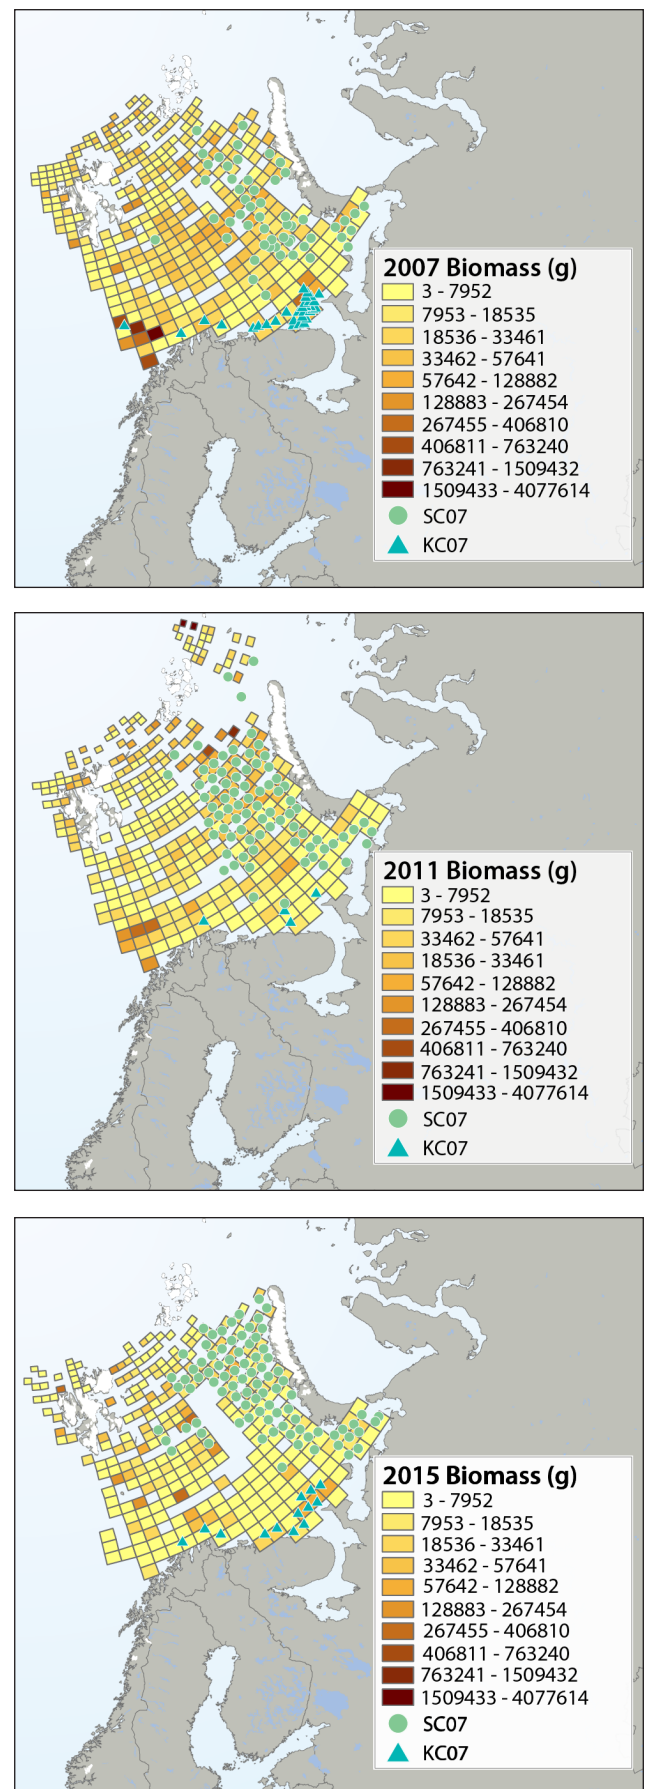 2007 Biomass (g)
3 - 7952
7953 - 18535
18536 - 33461
33462 - 57641
57642 - 128882
128883 - 267454
267455 - 406810
406811 - 763240
763241 - 1509432
1509433 - 4077614
SC07
KC07
2011 Biomass (g)
3 - 7952
7953 - 18535
33462 - 57641
18536 - 33461
57642 - 128882
128883 - 267454
267455 - 406810
406811 - 763240
763241 - 1509432
1509433 - 4077614
SC07
KC07
2015 Biomass (g)
3 - 7952
7953 - 18535
18536 - 33461
33462 - 57641
57642 - 128882
128883 - 267454
267455 - 406810
406811 - 763240
763241 - 1509432
1509433 - 4077614
SC07
KC07